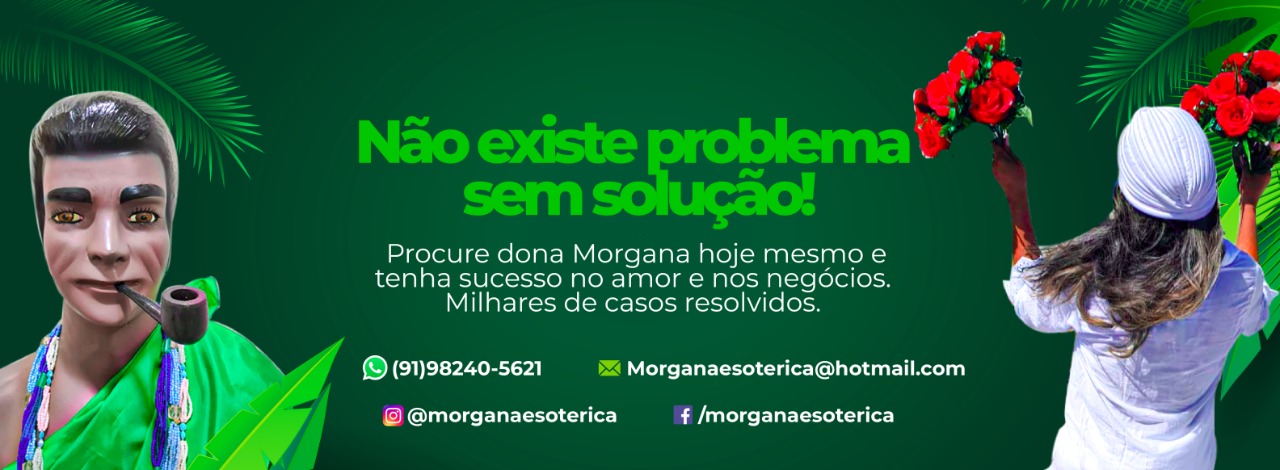 Não existe problema
sem solução!
Procure dona Morgana hoje mesmo e
tenha sucesso no amor e nos negócios.
Milhares de casos resolvidos.
(91)98240-5621 Morganaesoterica@hotmail.com
@morganaesoterica /morganaesoterica